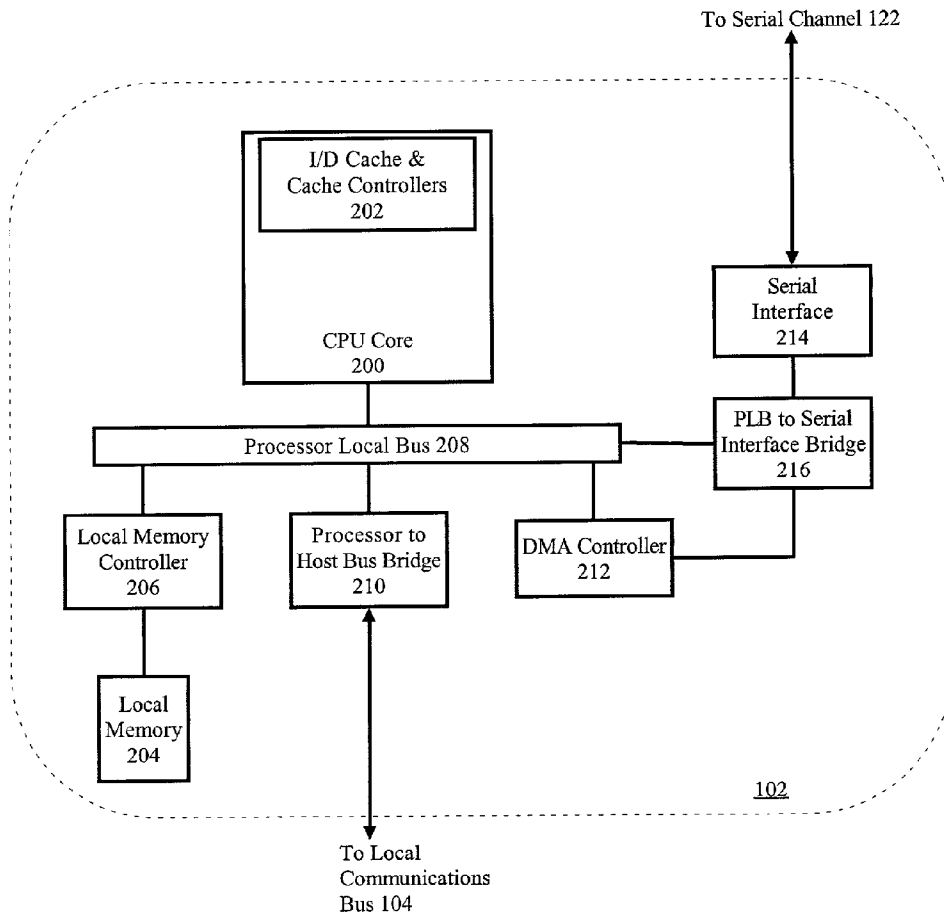 To Serial Channel 122
I/D Cache &
Cache Controllers
202
CPU Core
200
Serial
Interface
214
PLB to Serial
Interface Bridge
216
Processor Local Bus 208
Local Memory
Controller
206
Processor to
Host Bus Bridge
210
DMA Controller
212
Local
Memory
204
102
To Local
Communications
Bus 104